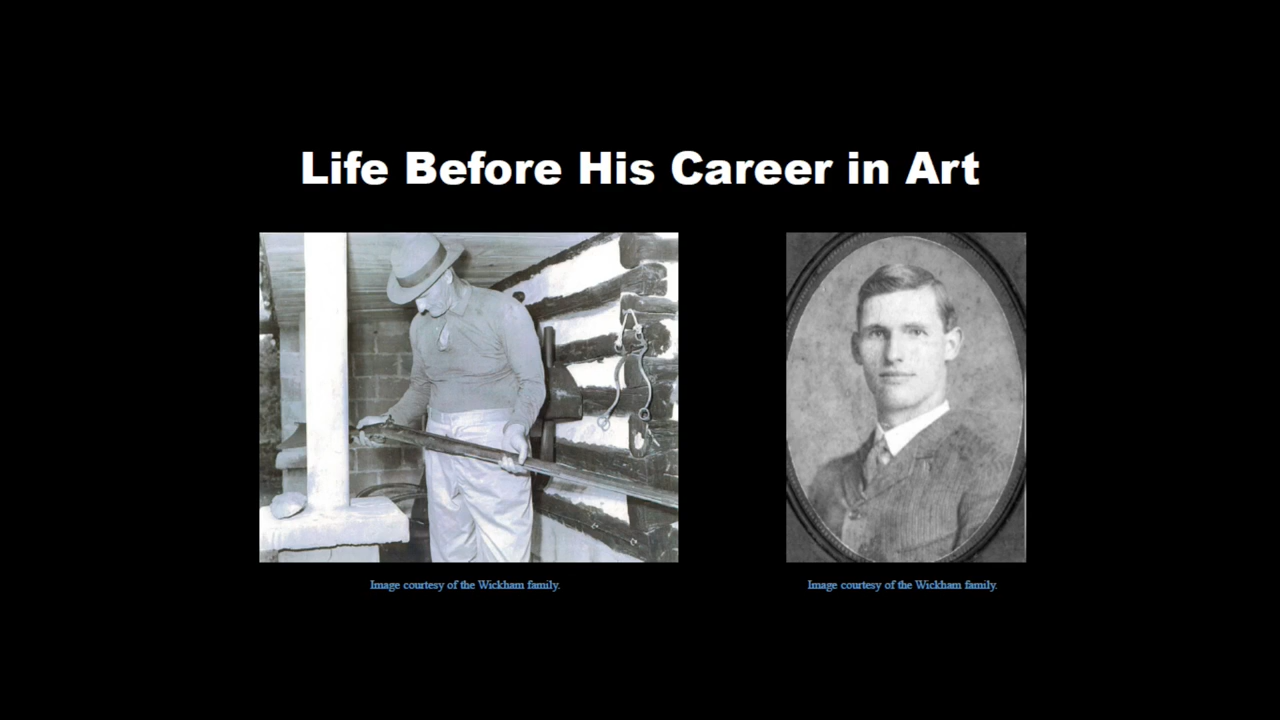 Life Before His Career in Art
Image courtesy of the Wickham family.
Image courtesy of the Wickham family.